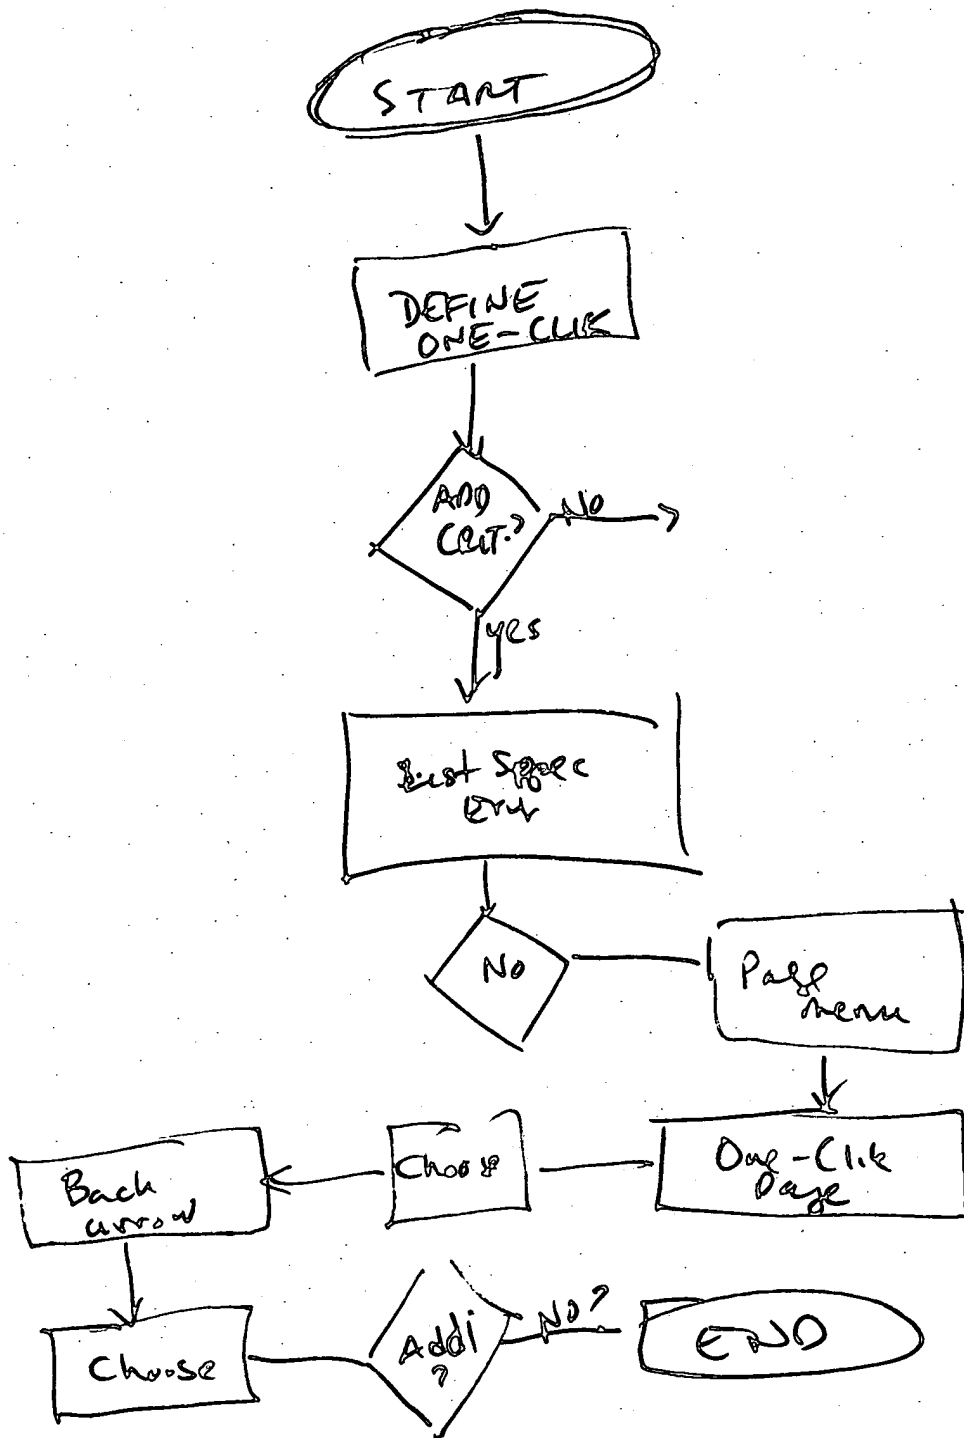 START
DEFINE
ONE-CLIK
ADD
CRIT.?
NO
yes
List Spec
No
Page
menu
One-Clik
Page
Choose
Back
arrow
Choose
Addi
?
No?
END